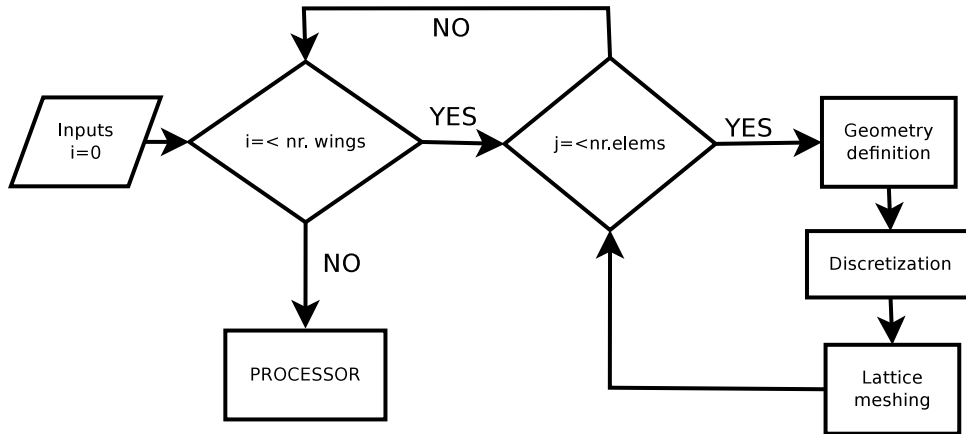 NO
Inputs
i=0
i=< nr. wings
YES
j=<nr.elems
YES
Geometry
definition
NO
Discretization
PROCESSOR
Lattice
meshing